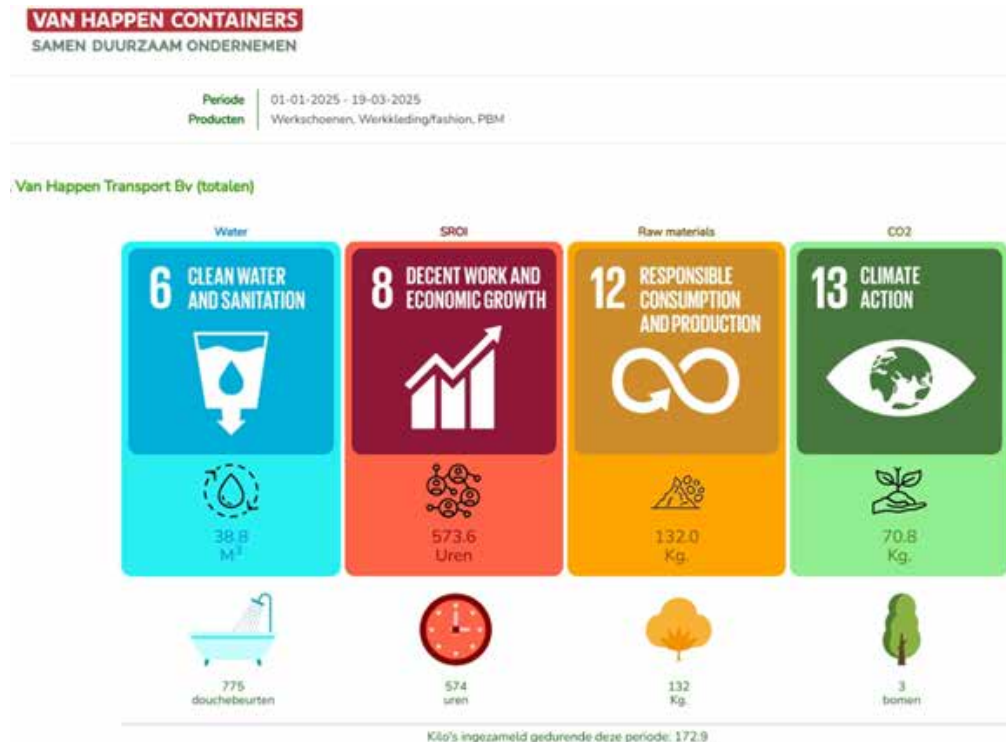 VAN HAPPEN CONTAINERS
SAMEN DUURZAAM ONDERNEMEN
Periode 01-01-2025 - 19-03-2025
Producten Werkschoenen, Werkkleding/fashion, PBM
Van Happen Transport Bv (totalen)
Water SROI Raw materials CO2
6 CLEAN WATER
AND SANITATION
8 DECENT WORK AND
ECONOMIC GROWTH
12 RESPONSIBLE
CONSUMPTION
AND PRODUCTION
13 CLIMATE
ACTION
38.8
M³
573.6
Uren
132.0
Kg.
70.8
Kg.
775
douchebeurten
574
uren
132
Kg.
3
bomen
Kilo's ingezameld gedurende deze periode: 172.9